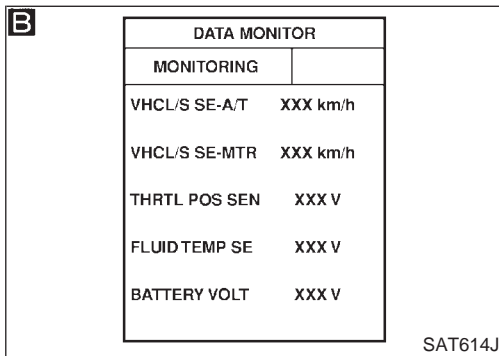 B
DATA MONITOR
MONITORING
VHCL/S SE-A/T XXX km/h
VHCL/S SE-MTR XXX km/h
THRTL POS SEN XXX V
FLUID TEMP SE XXX V
BATTERY VOLT XXX V
SAT614J